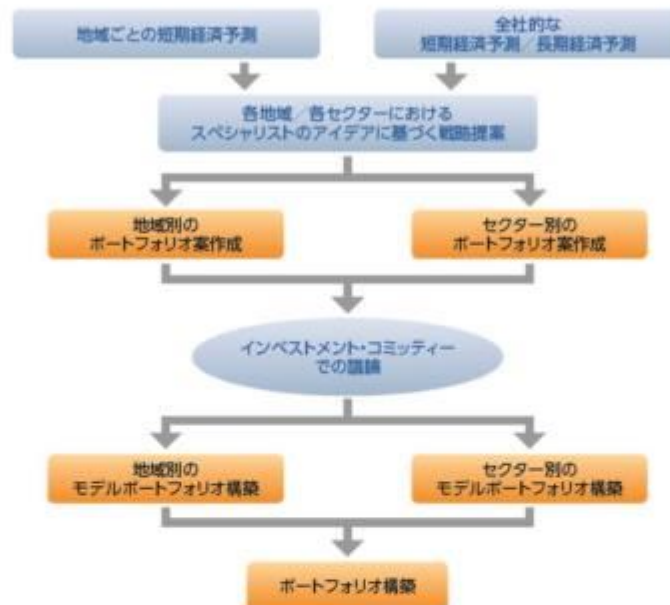 地域ごとの短期経済予測
全社的な
短期経済予測／長期経済予測
各地域／各セクターにおける
スペシャリストのアイデアに基づく戦略提案
地域別の
ポートフォリオ案作成
セクター別の
ポートフォリオ案作成
インベストメント・コミッティー
での議論
地域別の
モデルポートフォリオ構築
セクター別の
モデルポートフォリオ構築
ポートフォリオ構築